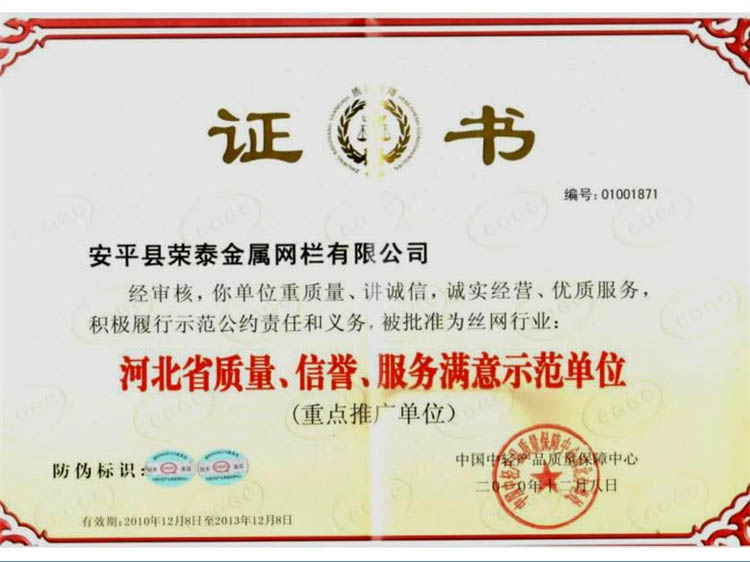 证书
编号:01001871
安平县荣泰金属网栏有限公司
经审核,你单位重质量、讲诚信,诚实经营、优质服务,
积极履行示范公约责任和义务,被批准为丝网行业:
河北省质量、信誉、服务满意示范单位
(重点推广单位)
防伪标识:
中国中轻产品质量保障中心
二〇一〇年十二月八日
有效期:2010年12月8日至2013年12月8日